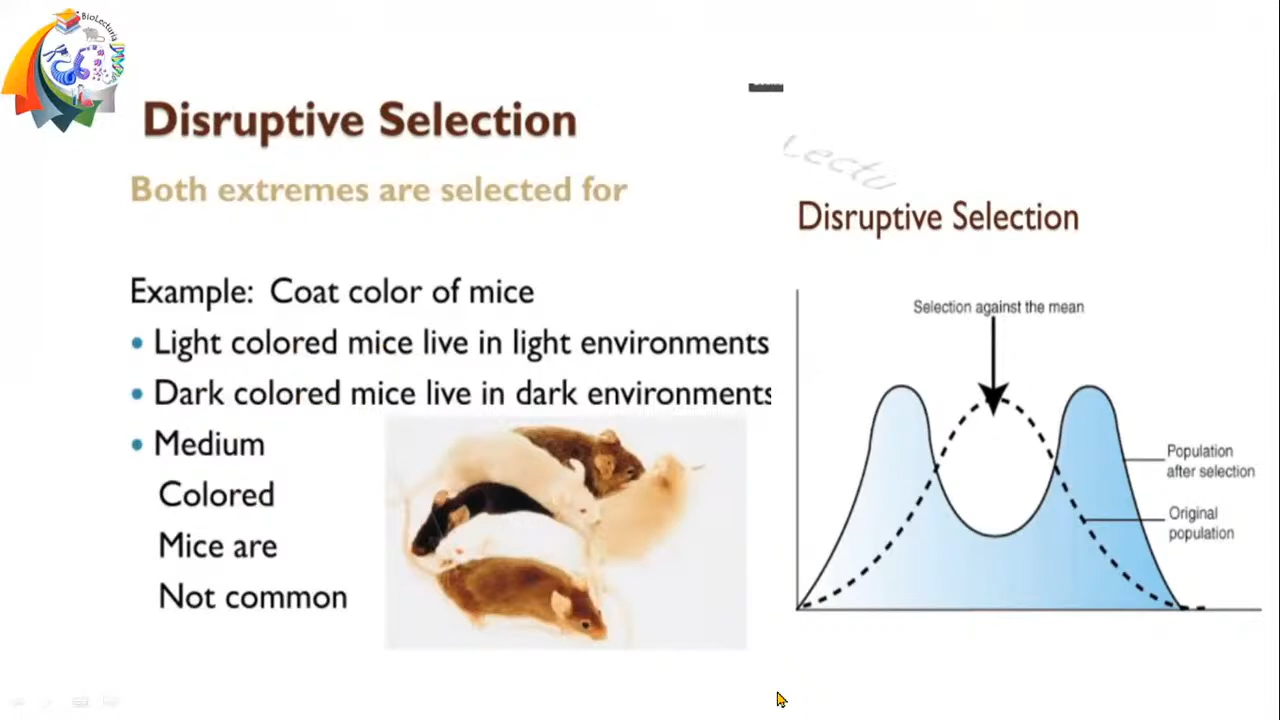 BioLectures
Disruptive Selection
Both extremes are selected for
Example: Coat color of mice
• Light colored mice live in light environments
• Dark colored mice live in dark environments
• Medium
Colored
Mice are
Not common
Lectu
Disruptive Selection
Selection against the mean
Population
after selection
Original
population